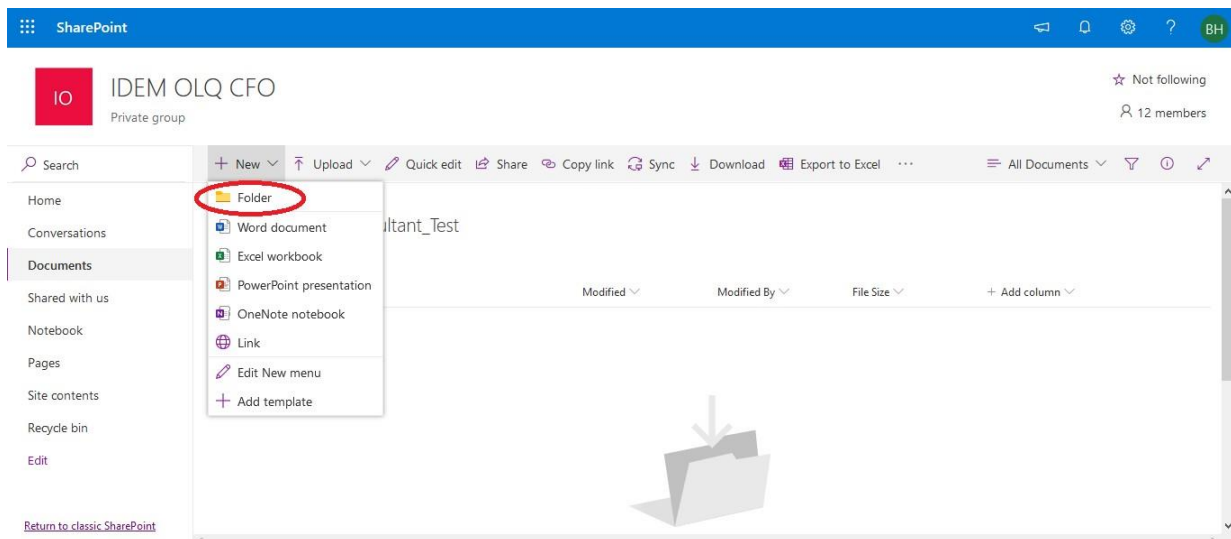 SharePoint
BH
IO
IDEM OLQ CFO
Private group
Not following
12 members
Search
New
Upload
Quick edit
Share
Copy link
Sync
Download
Export to Excel
All Documents
Home
Conversations
Documents
Shared with us
Notebook
Pages
Site contents
Recycle bin
Edit
Return to classic SharePoint
Folder
Word document
Excel workbook
PowerPoint presentation
OneNote notebook
Link
Edit New menu
Add template
ultant_Test
Modified
Modified By
File Size
Add column